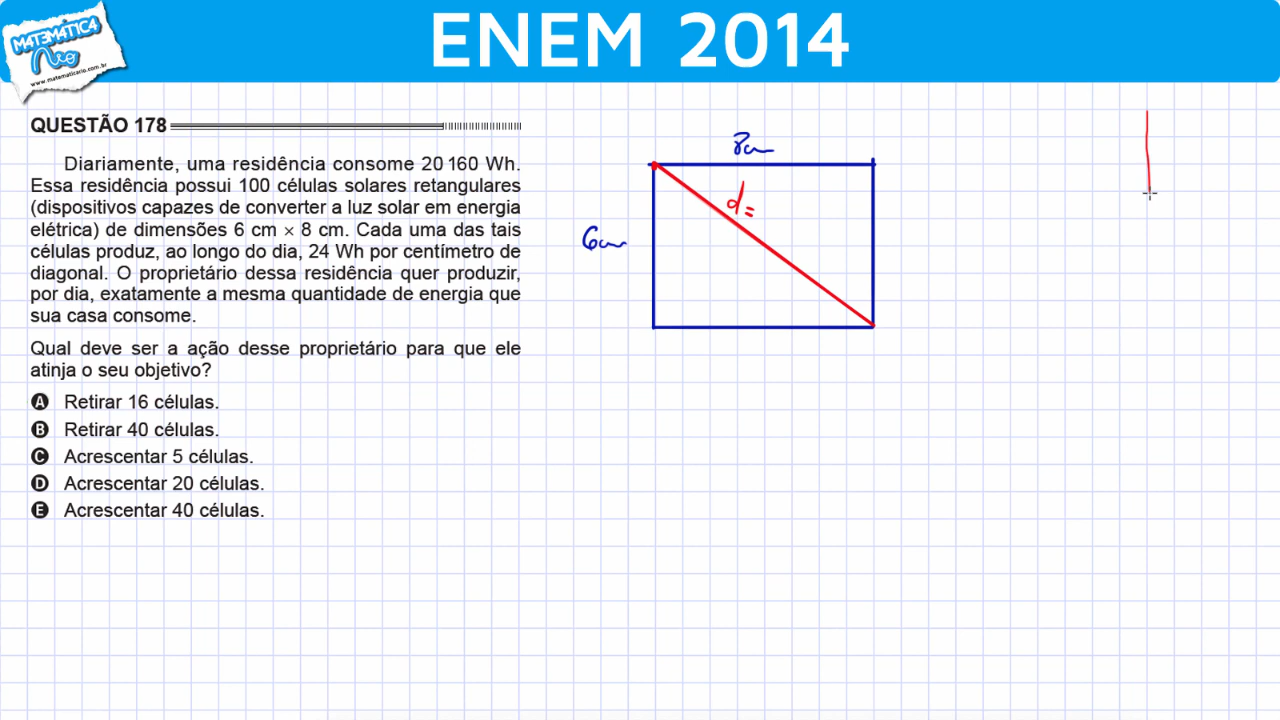 MATEMÁTICA
Rio
www.matematicario.com.br
ENEM 2014
QUESTÃO 178
Diariamente, uma residência consome 20 160 Wh.
Essa residência possui 100 células solares retangulares
(dispositivos capazes de converter a luz solar em energia
elétrica) de dimensões 6 cm × 8 cm. Cada uma das tais
células produz, ao longo do dia, 24 Wh por centímetro de
diagonal. O proprietário dessa residência quer produzir,
por dia, exatamente a mesma quantidade de energia que
sua casa consome.
Qual deve ser a ação desse proprietário para que ele
atinja o seu objetivo?
A Retirar 16 células.
B Retirar 40 células.
C Acrescentar 5 células.
D Acrescentar 20 células.
E Acrescentar 40 células.
8cm
d=
6cm